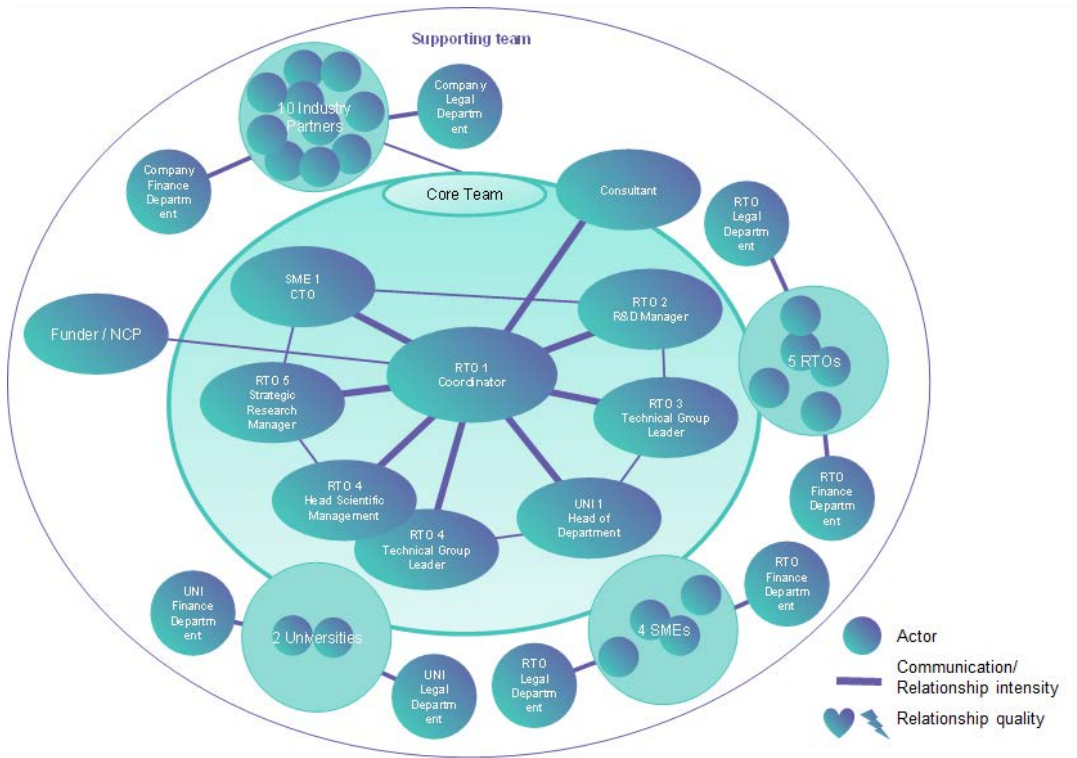 Supporting team
10 Industry
Partners
Company
Legal
Departm
ent
Company
Finance
Departm
ent
Core Team
Consultant
RTO
Legal
Departm
ent
SME 1
CTO
RTO 2
R&D Manager
Funder / NCP
RTO 1
Coordinator
5 RTOs
RTO 5
Strategic
Research
Manager
RTO 3
Technical Group
Leader
RTO 4
Head Scientific
Management
UNI 1
Head of
Department
RTO
Finance
Departm
ent
RTO 4
Technical Group
Leader
UNI
Finance
Departm
ent
2 Universities
4 SMEs
RTO
Finance
Departm
ent
UNI
Legal
Departm
ent
RTO
Legal
Departm
ent
Actor
Communication/
Relationship intensity
Relationship quality